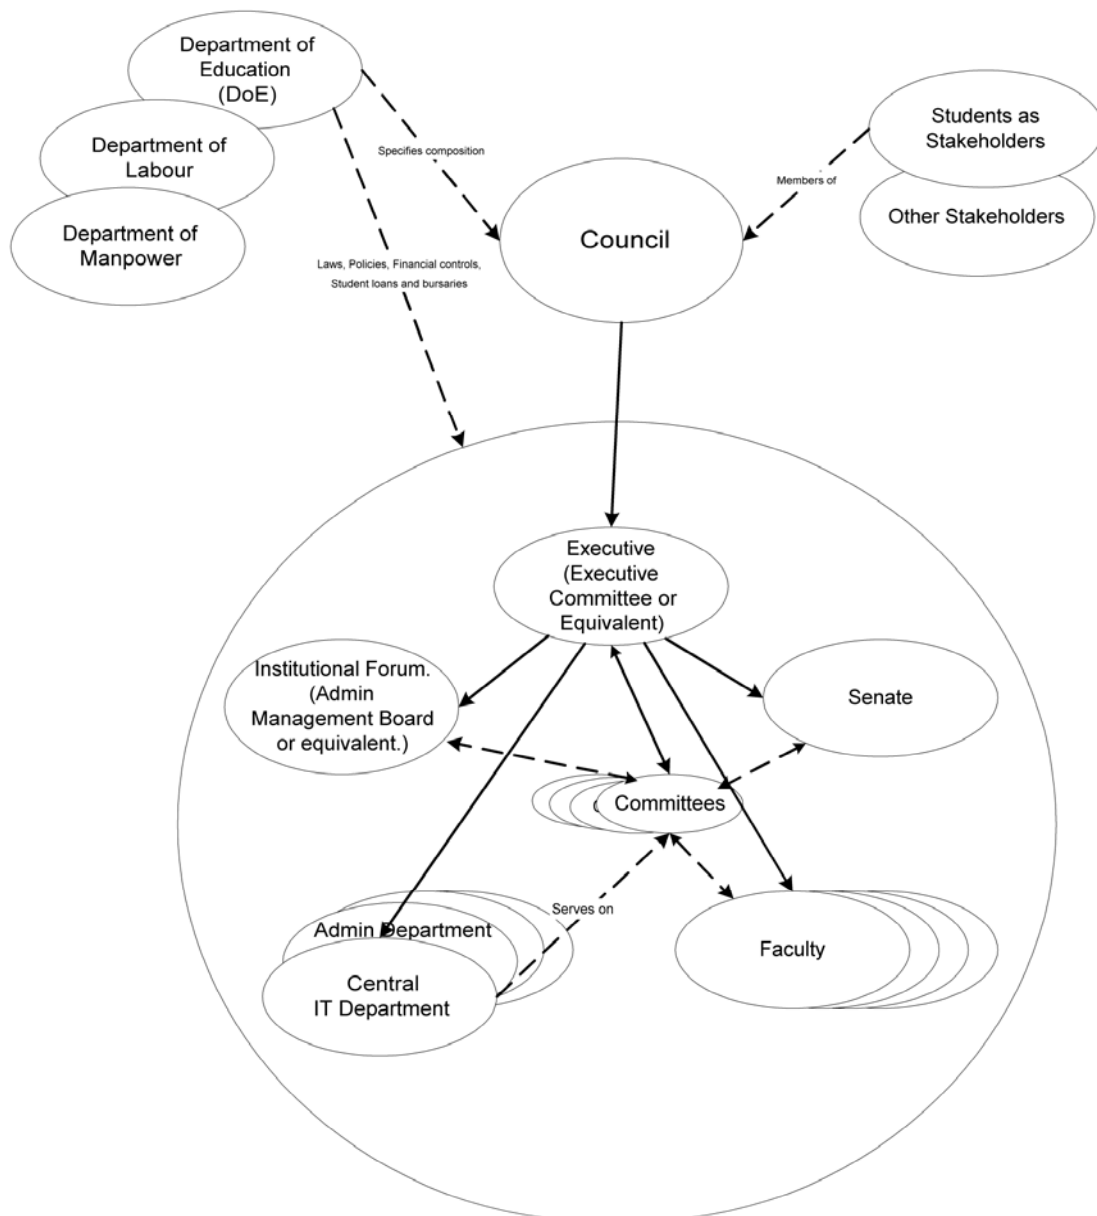 Department of
Education
(DoE)
Students as
Stakeholders
Department of
Labour
Specifies composition
Members of
Other Stakeholders
Department of
Manpower
Council
Laws, Policies, Financial controls,
Student loans and bursaries
Executive
(Executive
Committee or
Equivalent)
Institutional Forum.
(Admin
Management Board
or equivalent.)
Senate
Committees
Serves on
Admin Department
Faculty
Central
IT Department